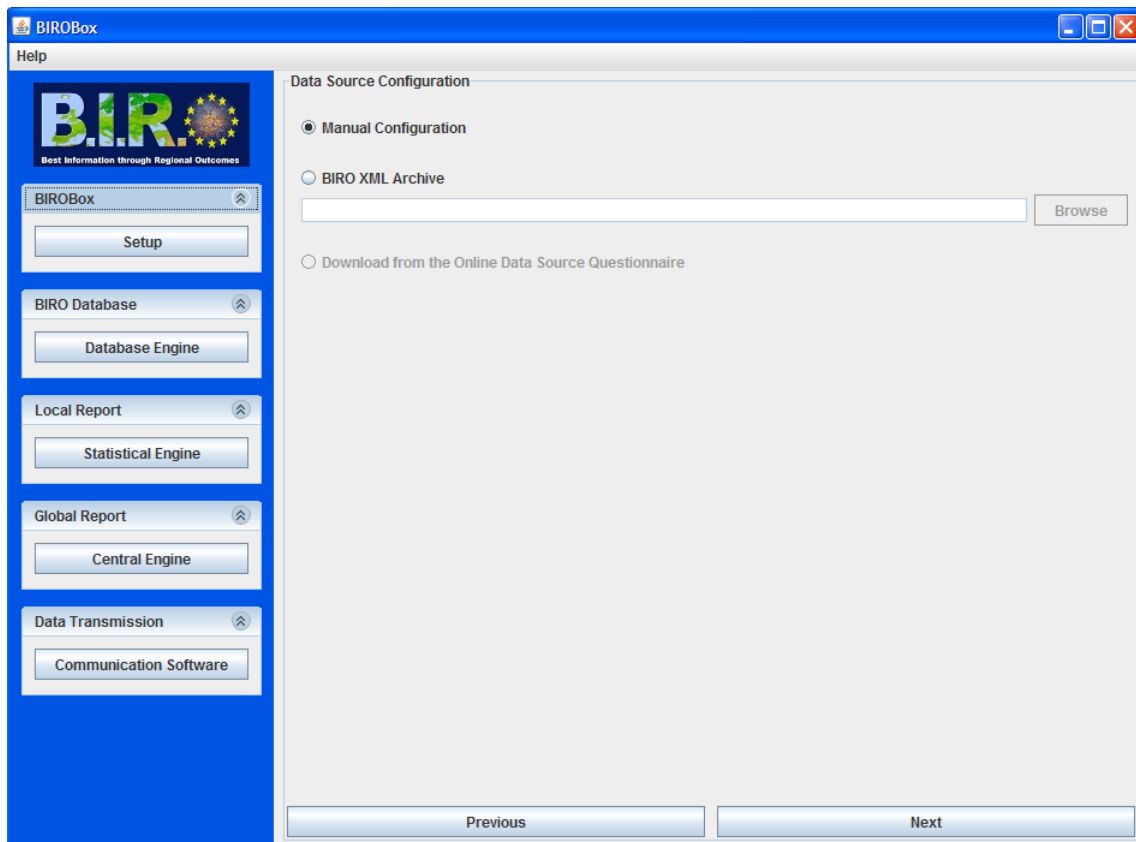 BIROBox
Help
B.I.R.
Best Information through Regional Outcomes
BIROBox
Setup
BIRO Database
Database Engine
Local Report
Statistical Engine
Global Report
Central Engine
Data Transmission
Communication Software
Data Source Configuration
Manual Configuration
BIRO XML Archive
Browse
Download from the Online Data Source Questionnaire
Previous
Next